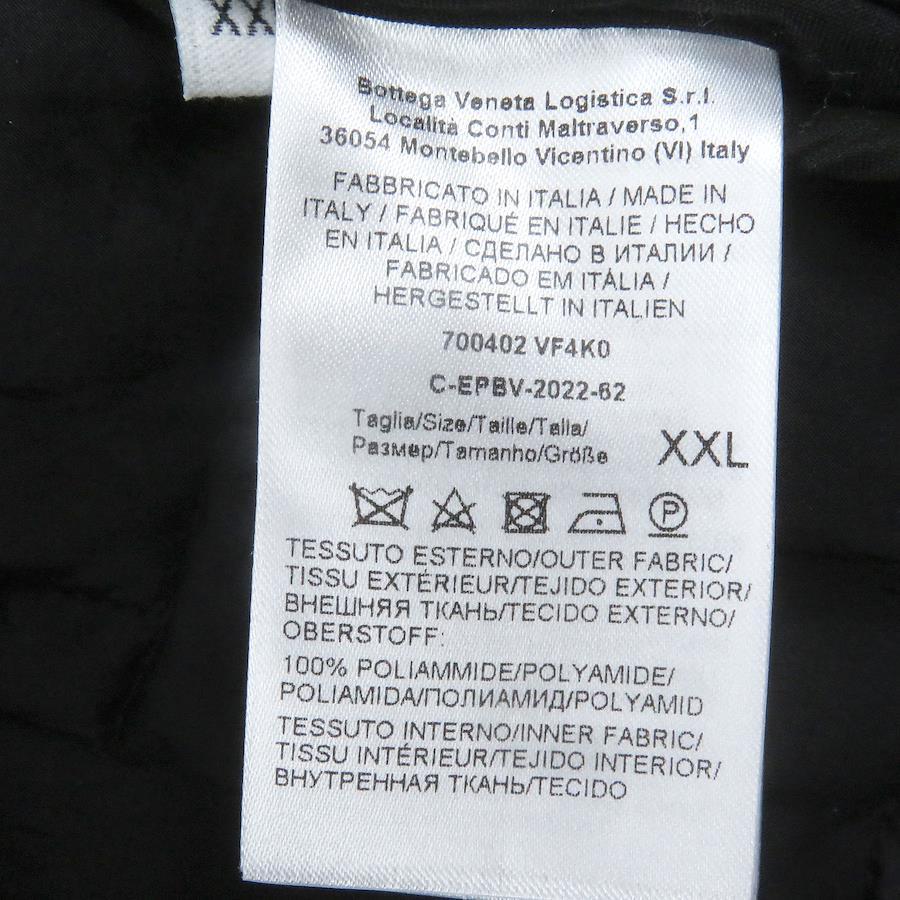 XX
Bottega Veneta Logistica S.r.l.
Località Conti Maltraverso,1
36054 Montebello Vicentino (VI) Italy
FABBRICATO IN ITALIA / MADE IN
ITALY / FABRIQUÉ EN ITALIE / HECHO
EN ITALIA / СДЕЛАНО В ИТАЛИИ /
FABRICADO EM ITÁLIA /
HERGESTELLT IN ITALIEN
700402 VF4K0
C-EPBV-2022-62
Taglia/Size/Taille/Talla/
Размер/Tamanho/Größe
XXL
P
TESSUTO ESTERNO/OUTER FABRIC/
TISSU EXTÉRIEUR/TEJIDO EXTERIOR/
ВНЕШНЯЯ ТКАНЬ/TECIDO EXTERNO/
OBERSTOFF:
100% POLIAMMIDE/POLYAMIDE/
POLIAMIDA/ПОЛИАМИД/POLYAMID
TESSUTO INTERNO/INNER FABRIC/
TISSU INTÉRIEUR/TEJIDO INTERIOR/
ВНУТРЕННАЯ ТКАНЬ/TECIDO